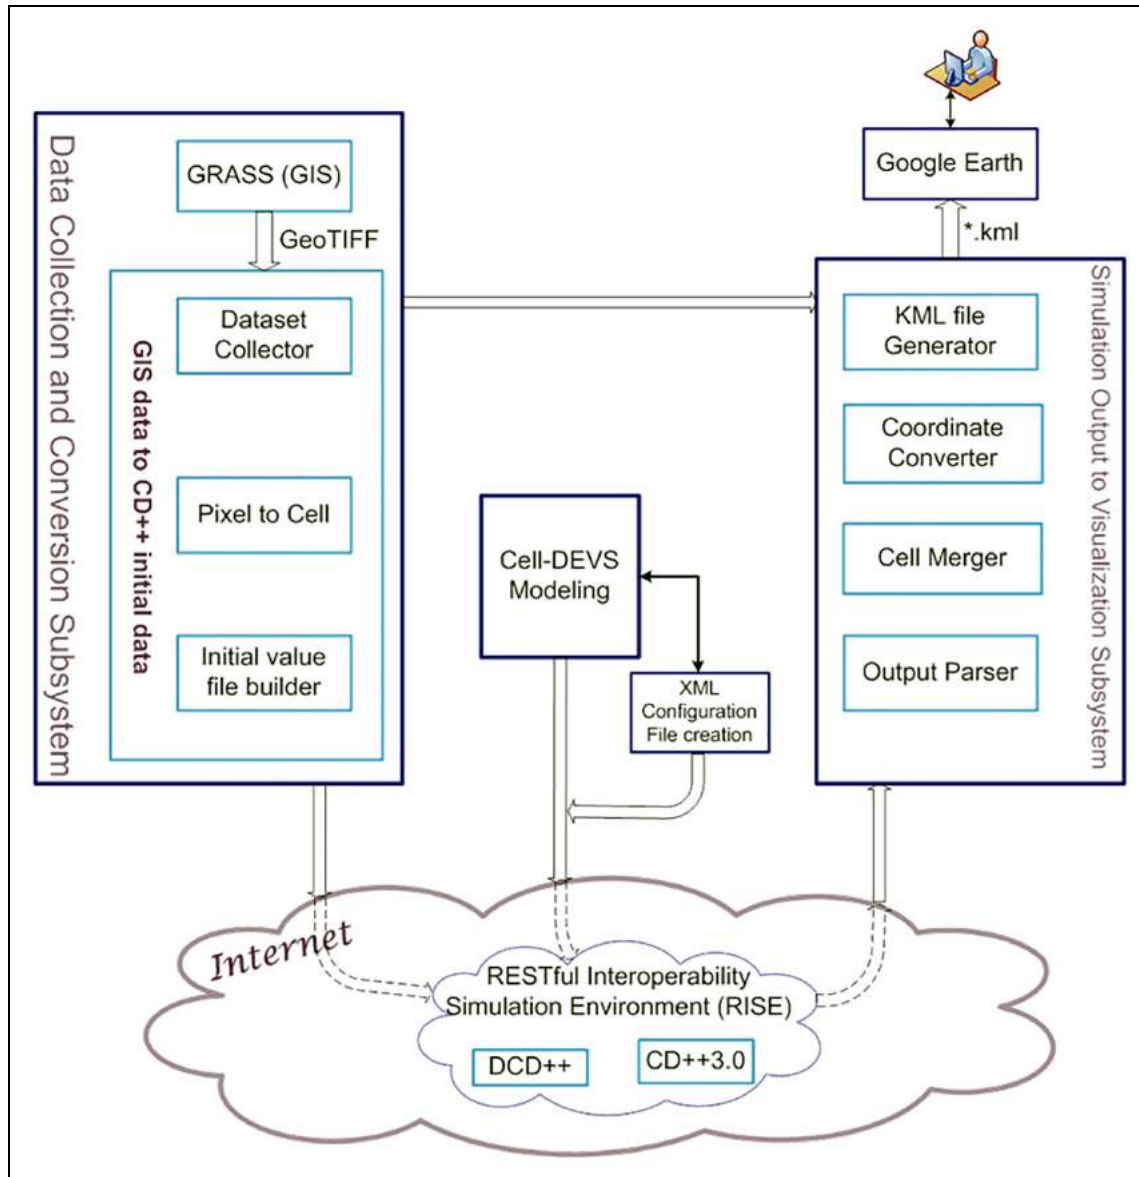 Data Collection and Conversion Subsystem
GRASS (GIS)
GeoTIFF
GIS data to CD++ initial data
Dataset
Collector
Pixel to Cell
Initial value
file builder
Cell-DEVS
Modeling
XML
Configuration
File creation
Google Earth
*.kml
Simulation Output to Visualization Subsystem
KML file
Generator
Coordinate
Converter
Cell Merger
Output Parser
Internet
RESTful Interoperability
Simulation Environment (RISE)
DCD++
CD++3.0